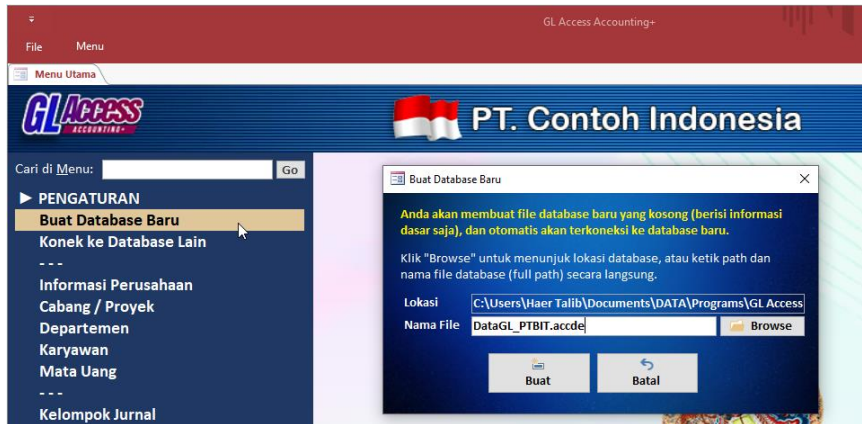 GL Access Accounting+
File Menu
Menu Utama
GL Access
ACCOUNTING+
PT. Contoh Indonesia
Cari di Menu: Go
PENGATURAN
Buat Database Baru
Konek ke Database Lain
- - -
Informasi Perusahaan
Cabang / Proyek
Departemen
Karyawan
Mata Uang
- - -
Kelompok Jurnal
Buat Database Baru
Anda akan membuat file database baru yang kosong (berisi informasi
dasar saja), dan otomatis akan terkoneksi ke database baru.
Klik "Browse" untuk menunjuk lokasi database, atau ketik path dan
nama file database (full path) secara langsung.
Lokasi C:\Users\Haer Talib\Documents\DATA\Programs\GL Access
Nama File DataGL_PTBIT.accde Browse
Buat Batal